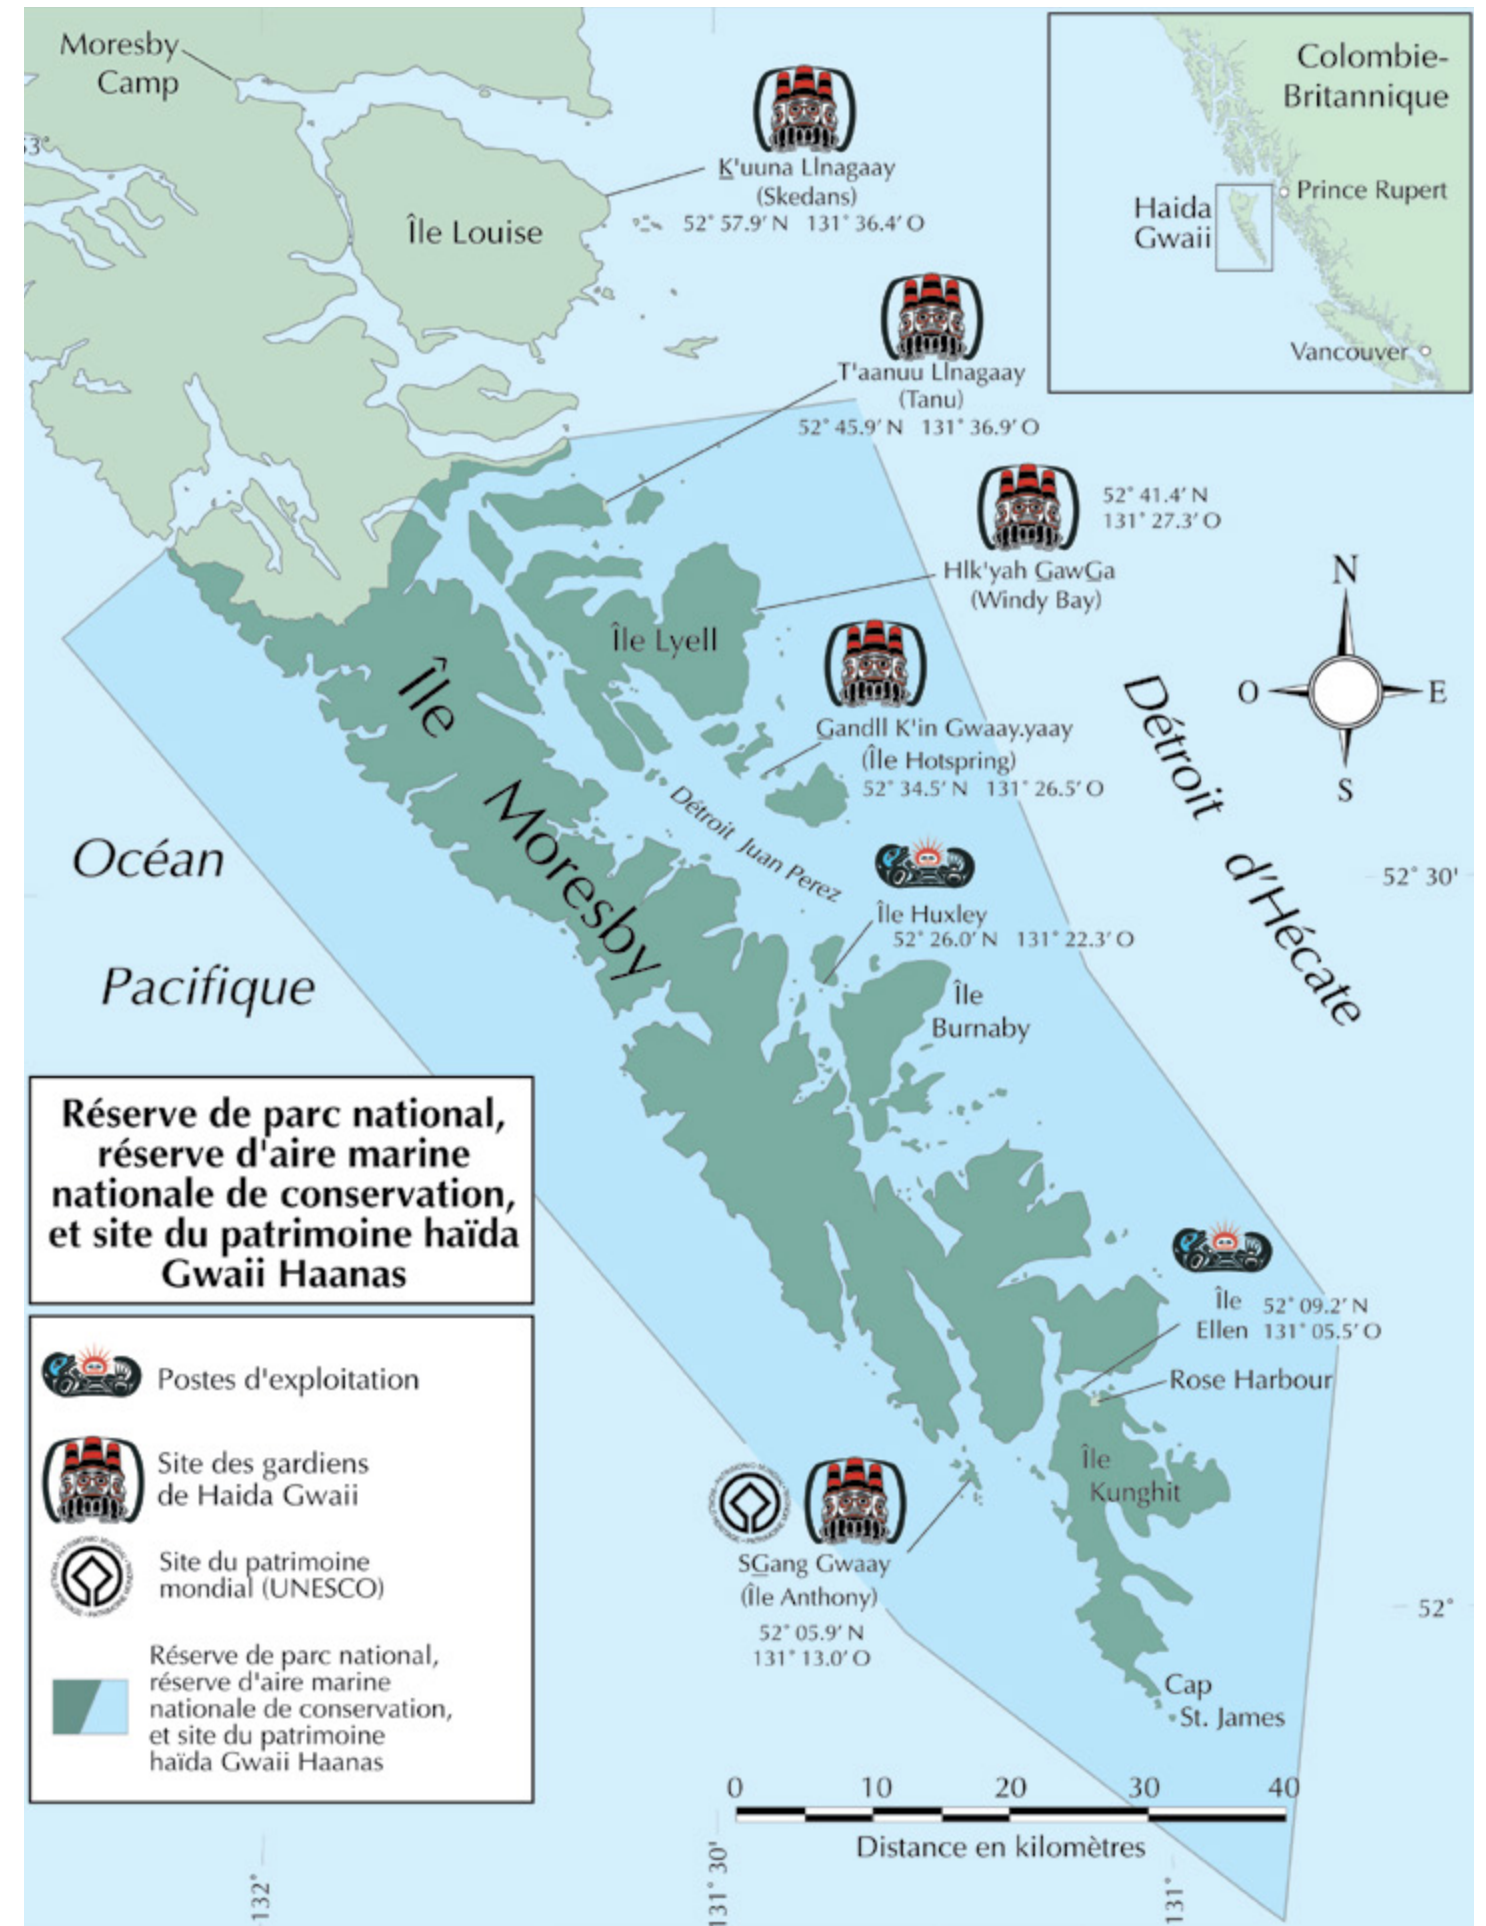 Moresby
Camp
53°
Île Louise
K'uuna Llnagaay
(Skedans)
52° 57.9' N 131° 36.4' O
Colombie-
Britannique
Haida
Gwaii
Prince Rupert
Vancouver
T'aanuu Llnagaay
(Tanu)
52° 45.9' N 131° 36.9' O
52° 41.4' N
131° 27.3' O
Hlk'yah GawGa
(Windy Bay)
Île Lyell
Gandll K'in Gwaay.yaay
(Île Hotspring)
52° 34.5' N 131° 26.5' O
N
O
E
S
Détroit d'Hécate
Île Moresby
Détroit Juan Perez
Océan
Pacifique
52° 30'
Île Huxley
52° 26.0' N 131° 22.3' O
Île
Burnaby
Réserve de parc national,
réserve d'aire marine
nationale de conservation,
et site du patrimoine haïda
Gwaii Haanas
Île
Ellen
52° 09.2' N
131° 05.5' O
Rose Harbour
Île
Kunghit
SGang Gwaay
(Île Anthony)
52° 05.9' N
131° 13.0' O
52°
Cap
St. James
Postes d'exploitation
Site des gardiens
de Haida Gwaii
Site du patrimoine
mondial (UNESCO)
Réserve de parc national,
réserve d'aire marine
nationale de conservation,
et site du patrimoine
haïda Gwaii Haanas
0 10 20 30 40
Distance en kilomètres
132°
131° 30'
131°